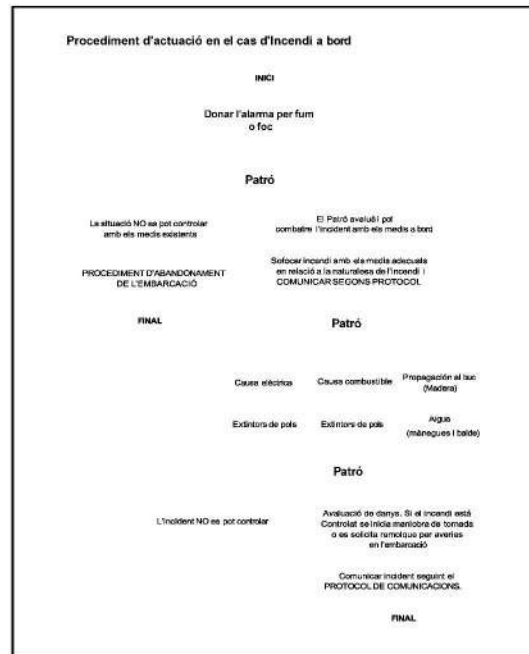 Procediment d'actuació en el cas d'Incendi a bord
INICI
Donar l'alarma per fum
o foc
Patró
La situació NO es pot controlar
amb els medis existents
El Patró avaluà i pot
combatre l'incident amb els medis a bord
PROCEDIMENT D'ABANDONAMENT
DE L'EMBARCACIÓ
Sofocar incendi amb els medis adequats
en relació a la naturalesa de l'incendi i
COMUNICAR SEGONS PROTOCOL
FINAL
Patró
Causa elèctrica
Causa combustible
Propagación al buc
(Madera)
Extintors de pols
Extintors de pols
Aigua
(mànegues i balde)
Patró
L'incident NO es pot controlar
Avaluació de danys. Si el incendi está
Controlat se inicia maniobra de tornada
o es solicita remolque per averies
en l'embarcació
Comunicar incident seguint el
PROTOCOL DE COMUNICACIONS.
FINAL